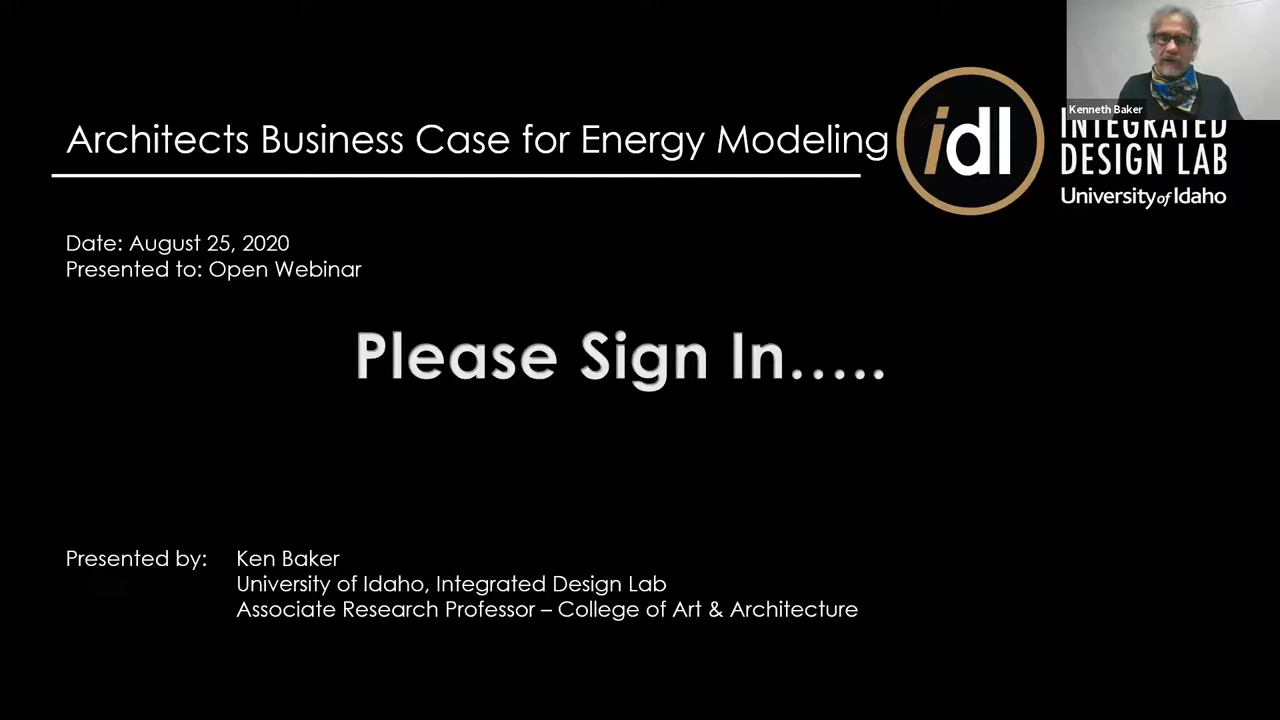 Kenneth Baker
Architects Business Case for Energy Modeling
idl
INTEGRATED
DESIGN LAB
University of Idaho
Date: August 25, 2020
Presented to: Open Webinar
Please Sign In.....
Presented by: Ken Baker
University of Idaho, Integrated Design Lab
Associate Research Professor – College of Art & Architecture